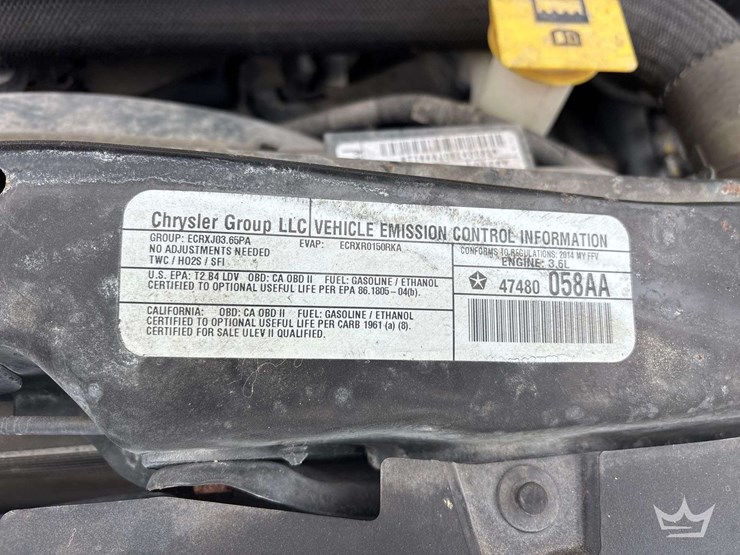 Chrysler Group LLC VEHICLE EMISSION CONTROL INFORMATION
GROUP: ECRXJ03.65PA EVAP: ECRXR0150RKA CONFORMS TO REGULATIONS: 2014 MY FFV
NO ADJUSTMENTS NEEDED ENGINE: 3.6L
TWC / HO2S / SFI
U.S. EPA: T2 B4 LDV OBD: CA OBD II FUEL: GASOLINE / ETHANOL
CERTIFIED TO OPTIONAL USEFUL LIFE PER EPA 86.1805-04(b).
47480 058AA
CALIFORNIA: OBD: CA OBD II FUEL: GASOLINE / ETHANOL
CERTIFIED TO OPTIONAL USEFUL LIFE PER CARB 1961 (a) (8).
CERTIFIED FOR SALE ULEV II QUALIFIED.